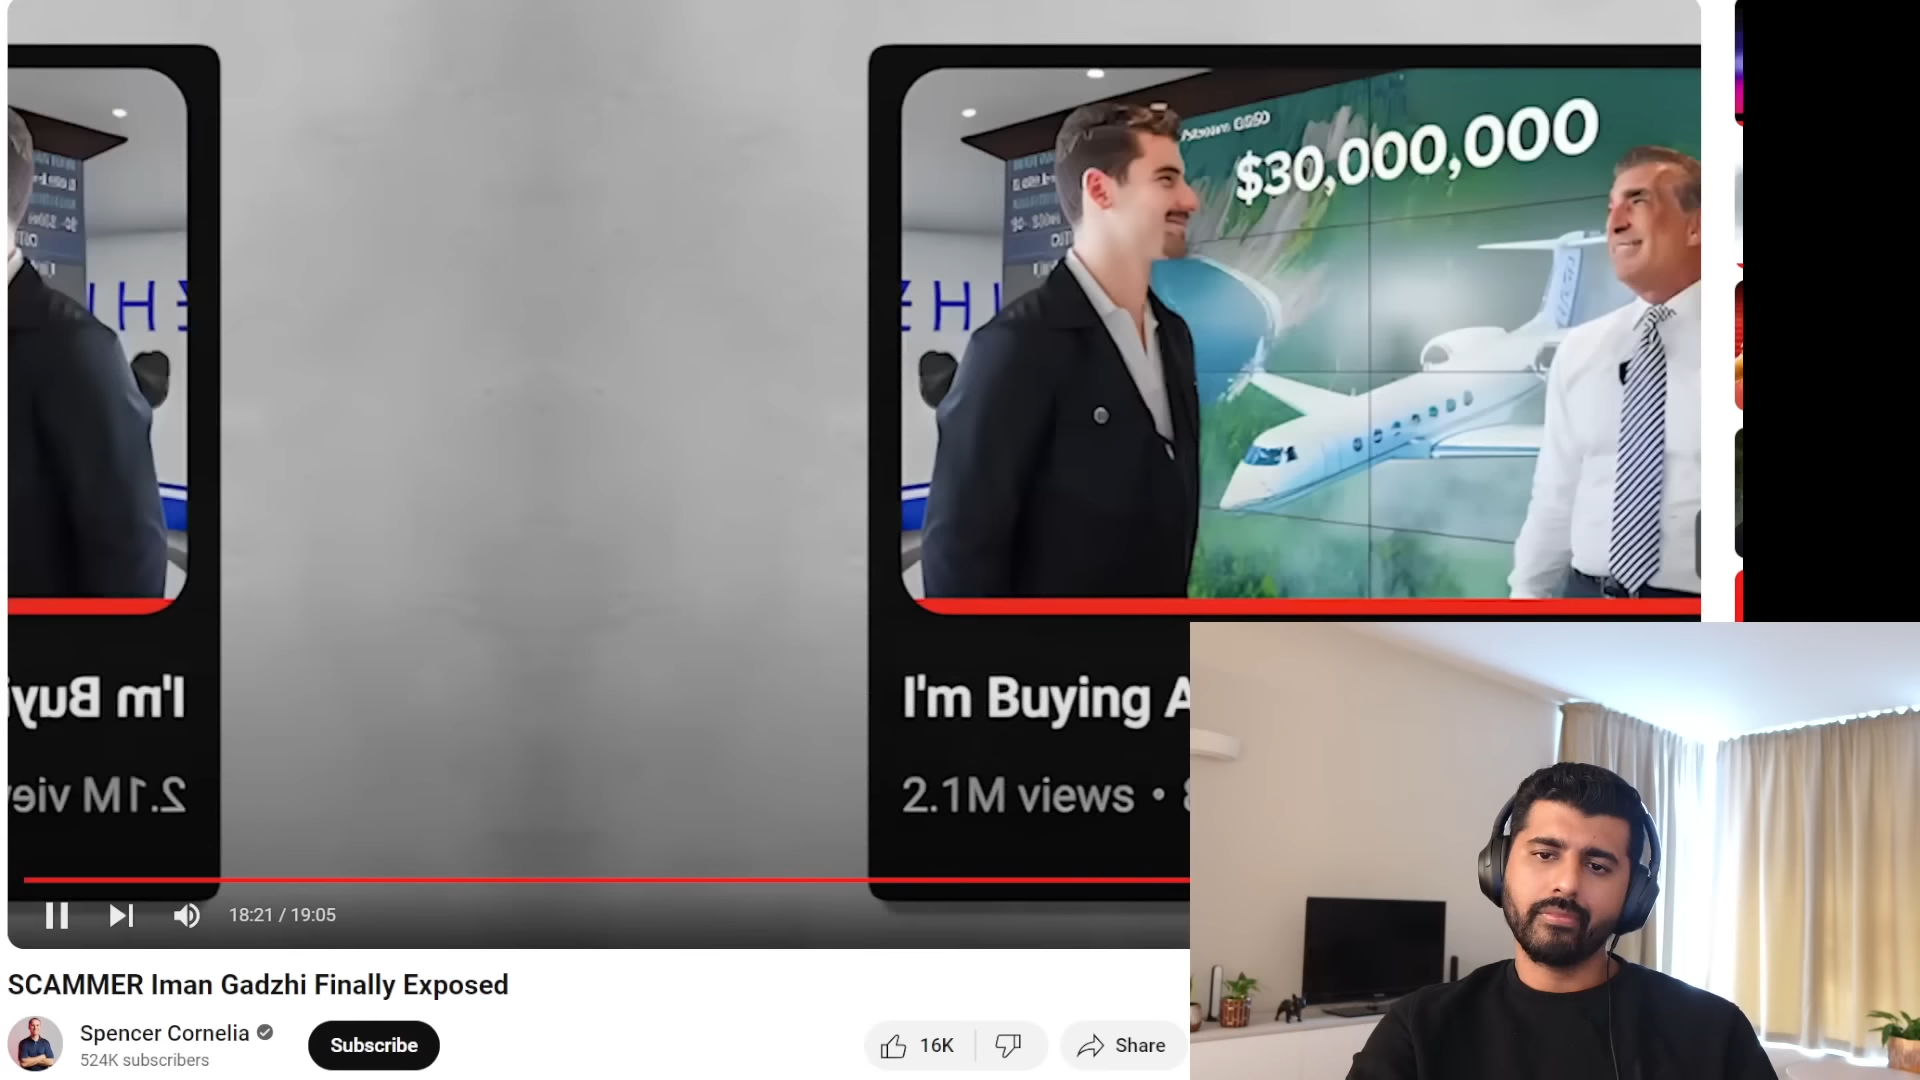 $30,000,000
I'm Buying A
2.1M views •
I'm Buyi
2.1M vie
18:21 / 19:05
SCAMMER Iman Gadzhi Finally Exposed
Spencer Cornelia
524K subscribers
Subscribe
16K
Share